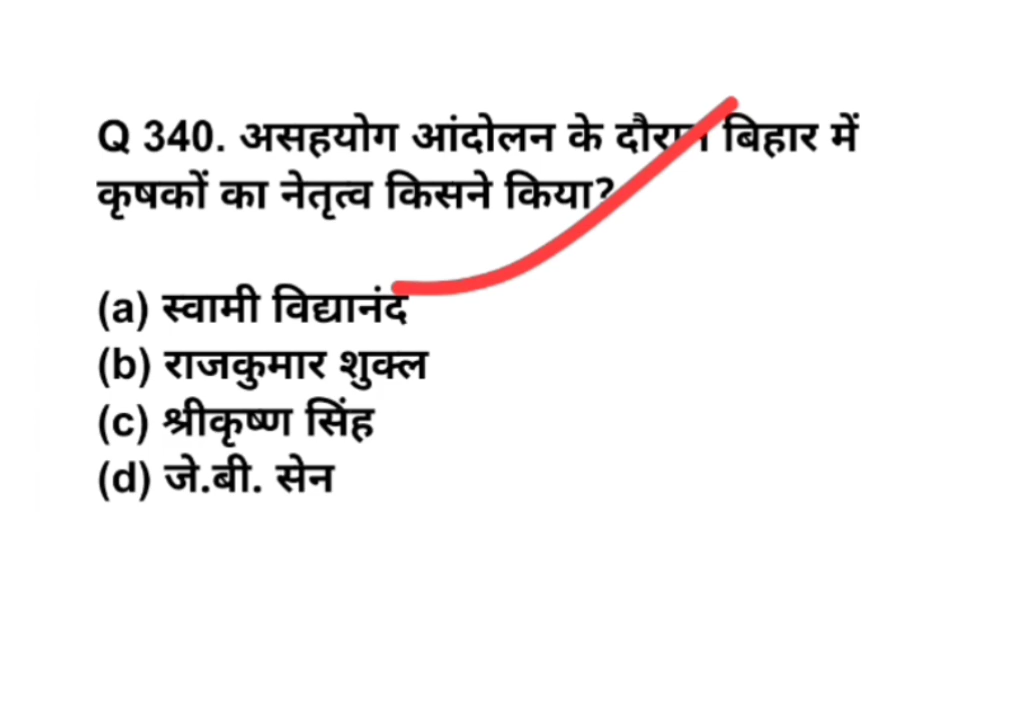 Q 340. असहयोग आंदोलन के दौरान बिहार में
कृषकों का नेतृत्व किसने किया?
(a) स्वामी विद्यानंद
(b) राजकुमार शुक्ल
(c) श्रीकृष्ण सिंह
(d) जे.बी. सेन